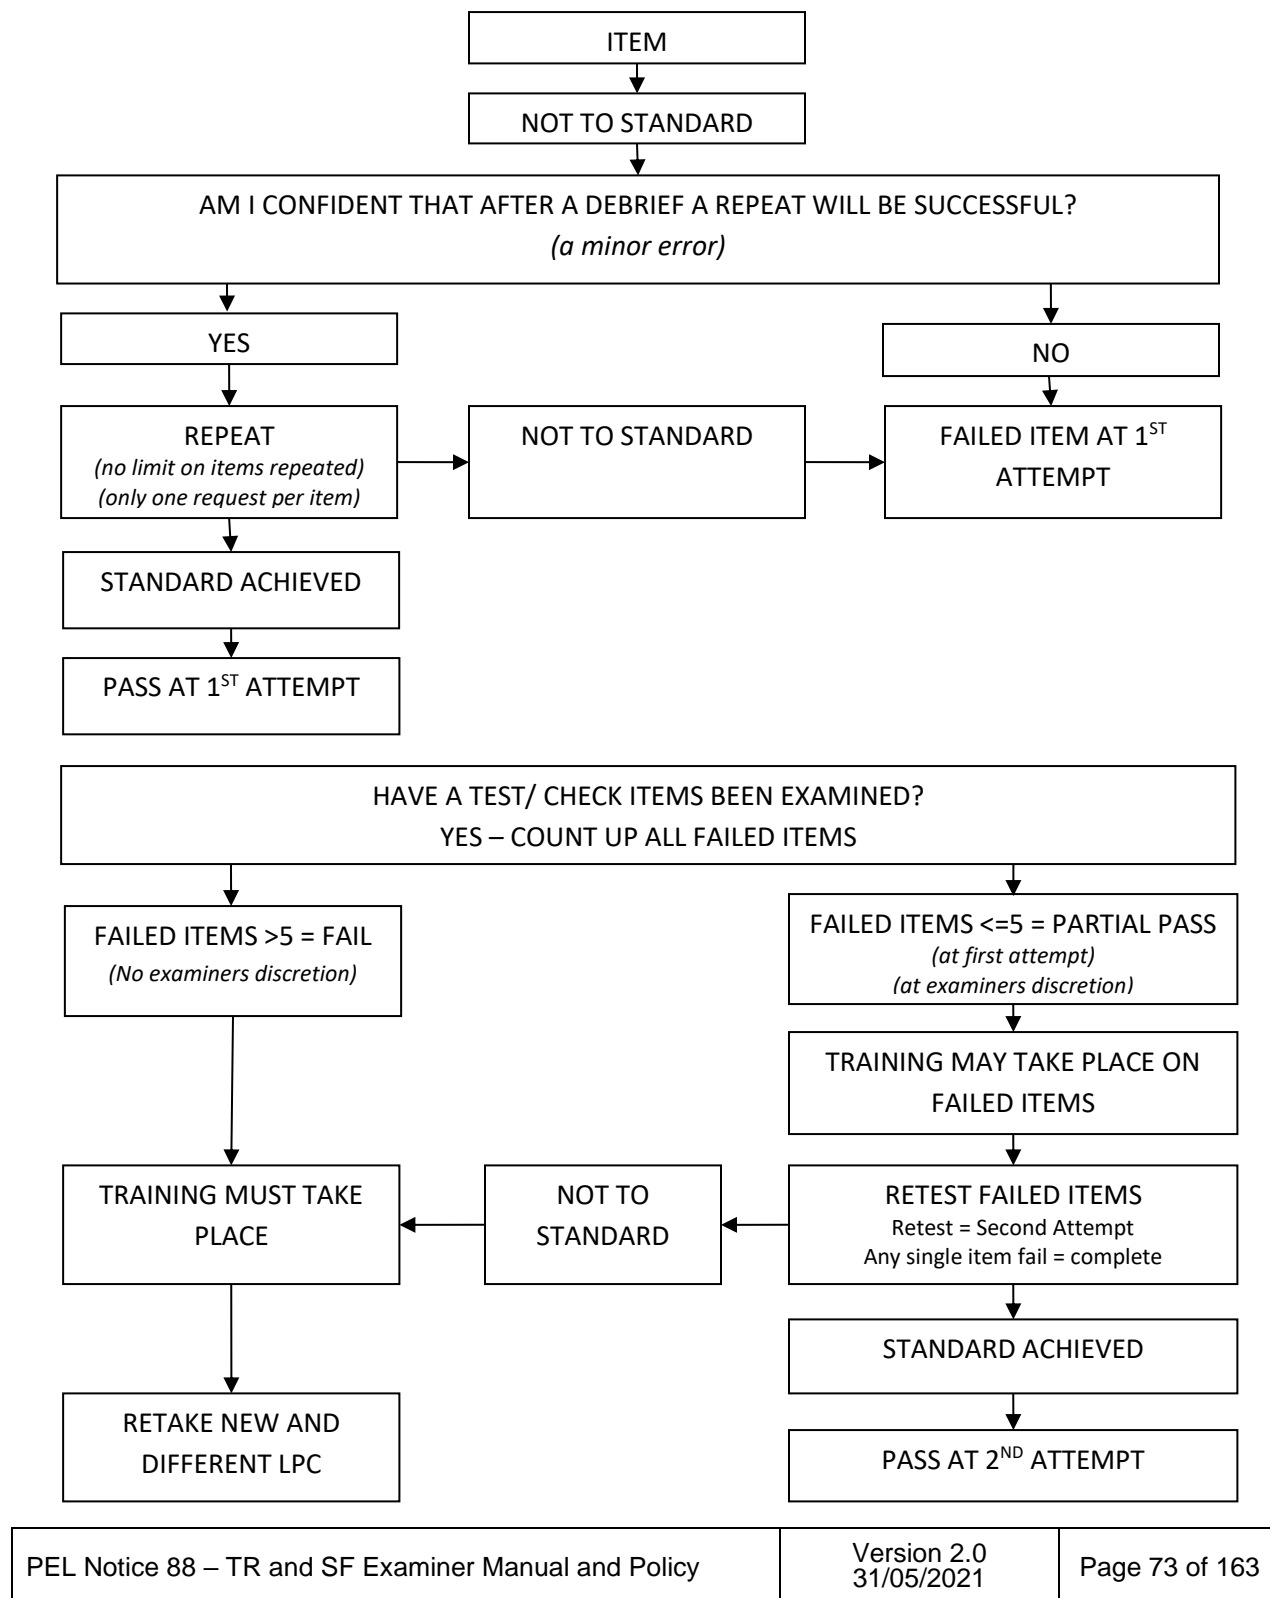 ITEM
NOT TO STANDARD
AM I CONFIDENT THAT AFTER A DEBRIEF A REPEAT WILL BE SUCCESSFUL?
(a minor error)
YES
NO
REPEAT
(no limit on items repeated)
(only one request per item)
NOT TO STANDARD
FAILED ITEM AT 1ST
ATTEMPT
STANDARD ACHIEVED
PASS AT 1ST ATTEMPT
HAVE A TEST/ CHECK ITEMS BEEN EXAMINED?
YES – COUNT UP ALL FAILED ITEMS
FAILED ITEMS >5 = FAIL
(No examiners discretion)
FAILED ITEMS <=5 = PARTIAL PASS
(at first attempt)
(at examiners discretion)
TRAINING MAY TAKE PLACE ON
FAILED ITEMS
TRAINING MUST TAKE
PLACE
NOT TO
STANDARD
RETEST FAILED ITEMS
Retest = Second Attempt
Any single item fail = complete
STANDARD ACHIEVED
RETAKE NEW AND
DIFFERENT LPC
PASS AT 2ND ATTEMPT
PEL Notice 88 – TR and SF Examiner Manual and Policy
Version 2.0
31/05/2021
Page 73 of 163